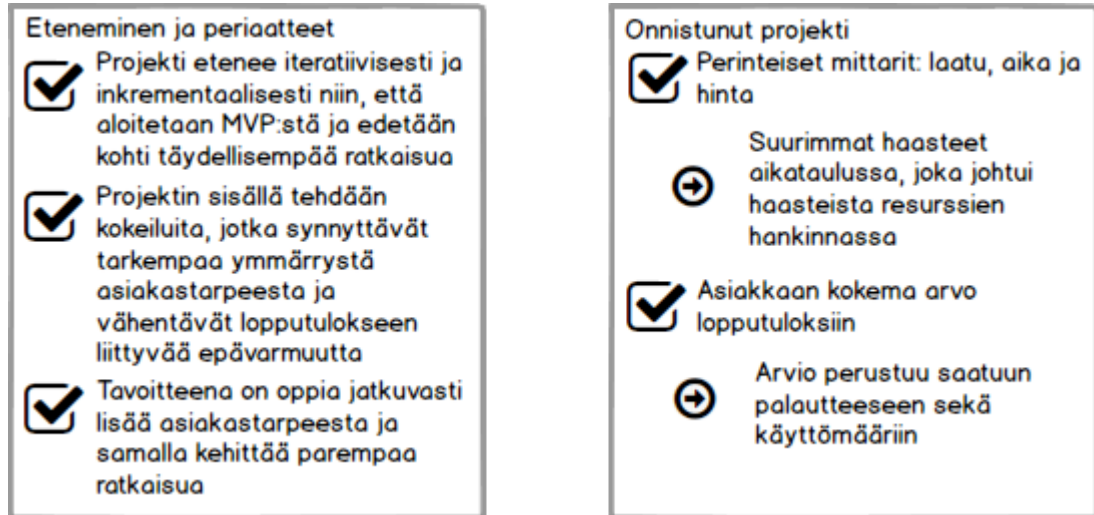 Eteneminen ja periaatteet
Projekti etenee iteratiivisesti ja
inkrementaalisesti niin, että
aloitetaan MVP:stä ja edetään
kohti täydellisempää ratkaisua
Projektin sisällä tehdään
kokeiluita, jotka synnyttävät
tarkempaa ymmärrystä
asiakastarpeesta ja
vähentävät lopputulokseen
liittyvää epävarmuutta
Tavoitteena on oppia jatkuvasti
lisää asiakastarpeesta ja
samalla kehittää parempaa
ratkaisua
Onnistunut projekti
Perinteiset mittarit: laatu, aika ja
hinta
Suurimmat haasteet
aikataulussa, joka johtui
haasteista resurssien
hankinnassa
Asiakkaan kokema arvo
lopputuloksiin
Arvio perustuu saatuun
palautteeseen sekä
käyttömääriin